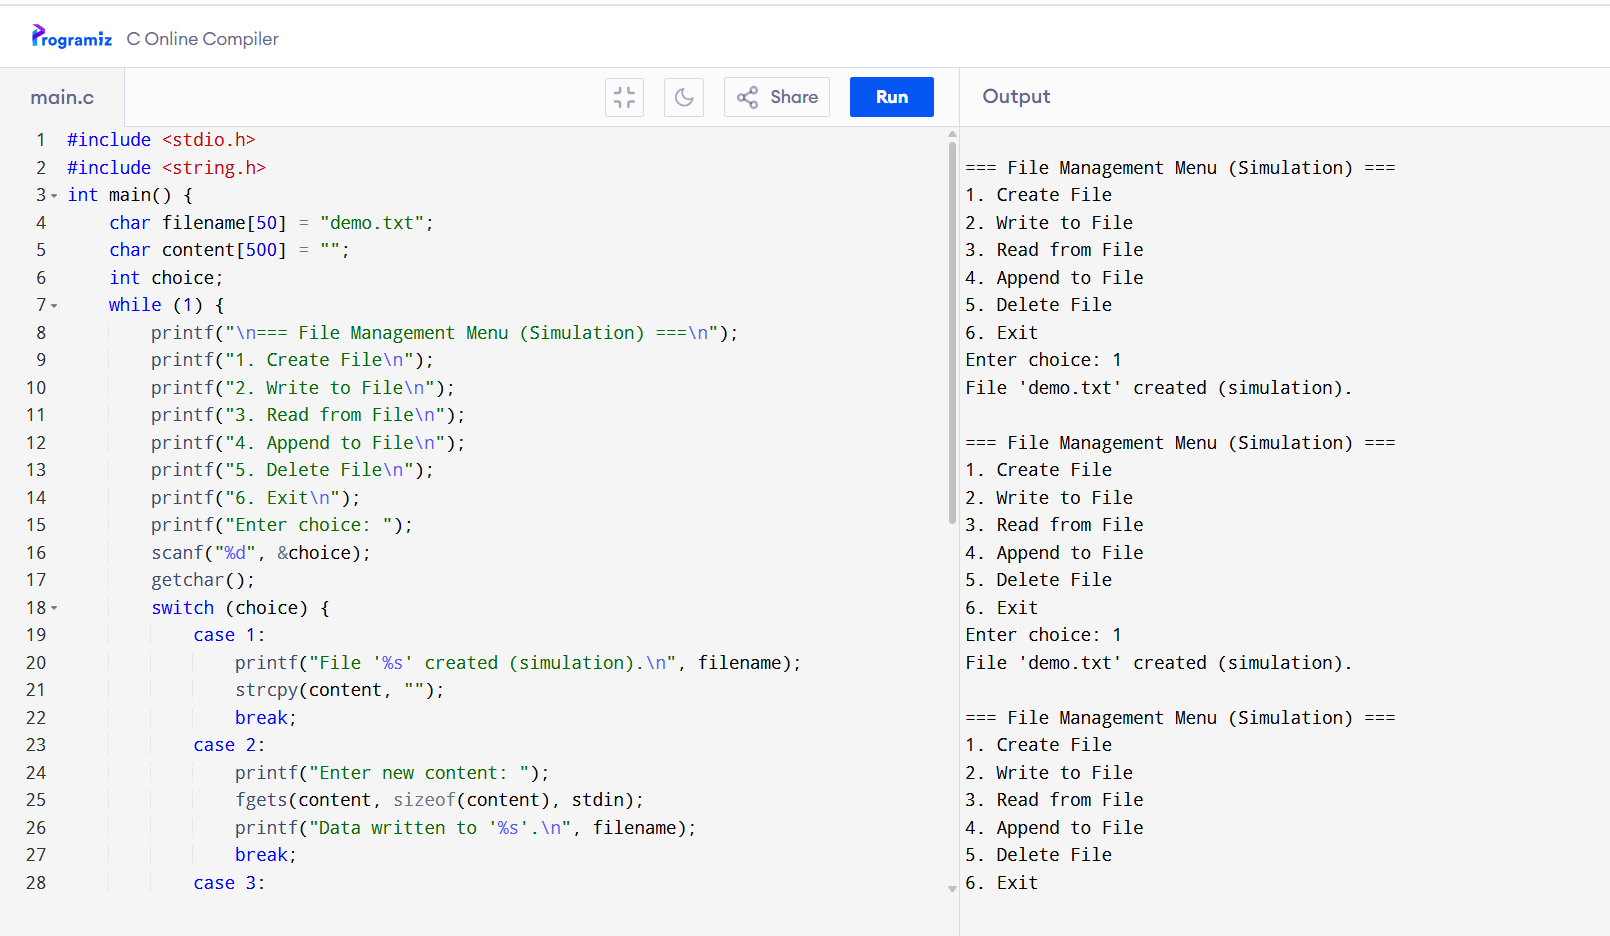 Programiz C Online Compiler
main.c
Share
Run
Output
1 #include <stdio.h>
2 #include <string.h>
3 int main() {
4     char filename[50] = "demo.txt";
5     char content[500] = "";
6     int choice;
7     while (1) {
8         printf("\n=== File Management Menu (Simulation) ===\n");
9         printf("1. Create File\n");
10         printf("2. Write to File\n");
11         printf("3. Read from File\n");
12         printf("4. Append to File\n");
13         printf("5. Delete File\n");
14         printf("6. Exit\n");
15         printf("Enter choice: ");
16         scanf("%d", &choice);
17         getchar();
18         switch (choice) {
19             case 1:
20                 printf("File '%s' created (simulation).\n", filename);
21                 strcpy(content, "");
22                 break;
23             case 2:
24                 printf("Enter new content: ");
25                 fgets(content, sizeof(content), stdin);
26                 printf("Data written to '%s'.\n", filename);
27                 break;
28             case 3:
=== File Management Menu (Simulation) ===
1. Create File
2. Write to File
3. Read from File
4. Append to File
5. Delete File
6. Exit
Enter choice: 1
File 'demo.txt' created (simulation).
=== File Management Menu (Simulation) ===
1. Create File
2. Write to File
3. Read from File
4. Append to File
5. Delete File
6. Exit
Enter choice: 1
File 'demo.txt' created (simulation).
=== File Management Menu (Simulation) ===
1. Create File
2. Write to File
3. Read from File
4. Append to File
5. Delete File
6. Exit